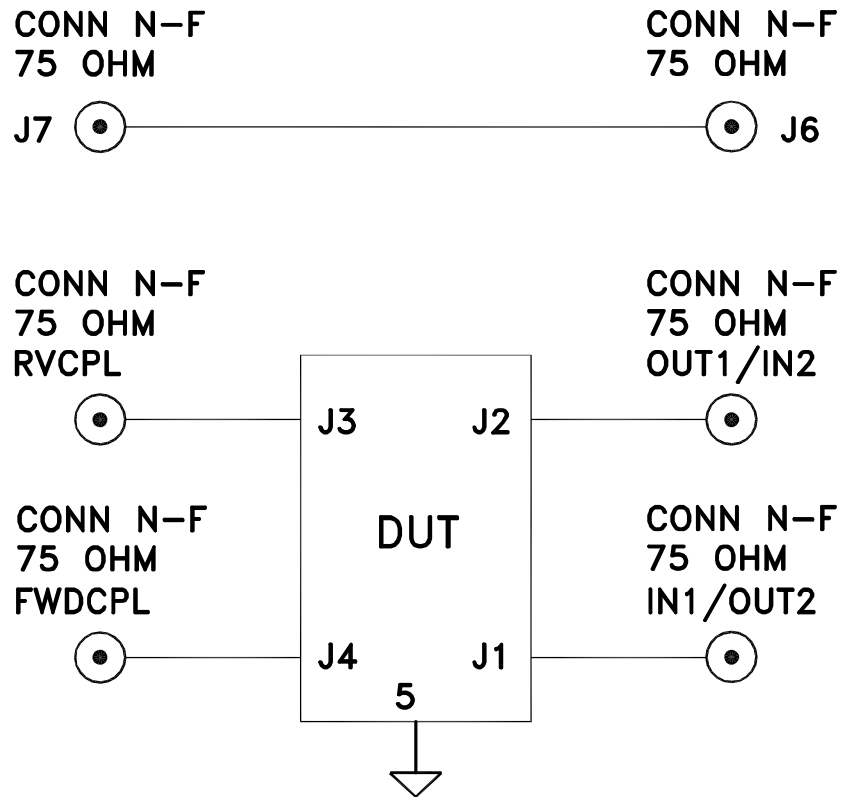 CONN N-F
75 OHM
J7
CONN N-F
75 OHM
J6
CONN N-F
75 OHM
RVCPL
CONN N-F
75 OHM
OUT1/IN2
J3
J2
DUT
CONN N-F
75 OHM
FWDCPL
CONN N-F
75 OHM
IN1/OUT2
J4
J1
5